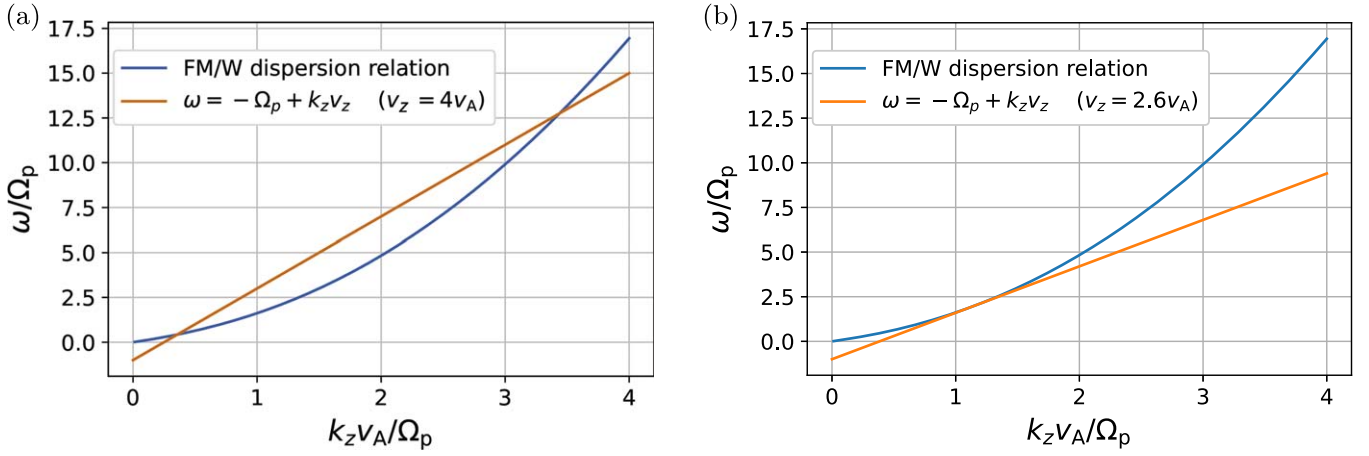 (a)
17.5
15.0
12.5
10.0
7.5
5.0
2.5
0.0
ω/Ωp
FM/W dispersion relation
ω = −Ωp + kzvz (vz = 4vA)
0 1 2 3 4
kzvA/Ωp
(b)
17.5
15.0
12.5
10.0
7.5
5.0
2.5
0.0
ω/Ωp
FM/W dispersion relation
ω = −Ωp + kzvz (vz = 2.6vA)
0 1 2 3 4
kzvA/Ωp